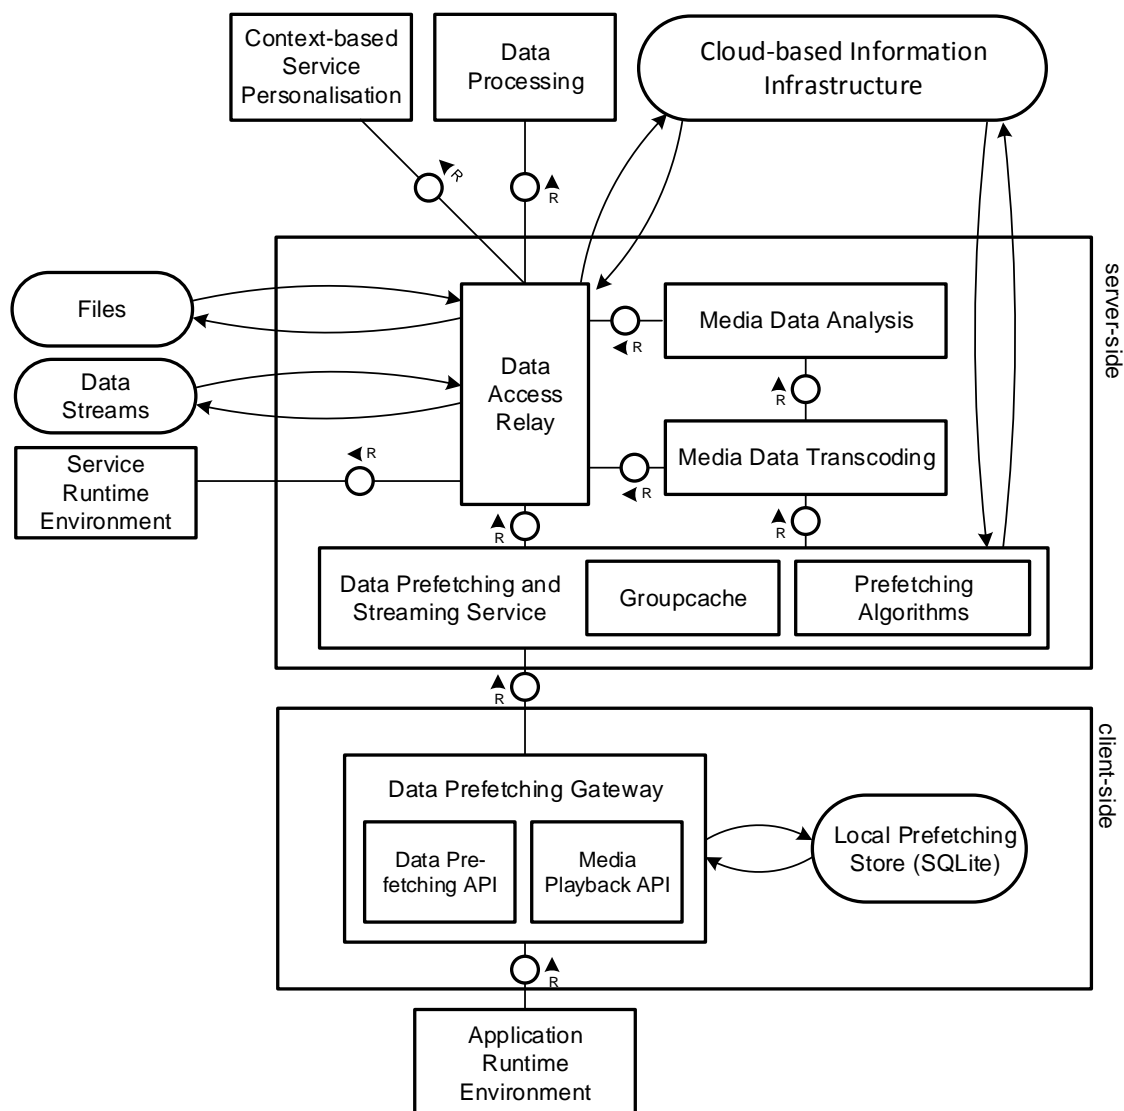 Context-based
Service
Personalisation
Data
Processing
Cloud-based Information
Infrastructure
R
R
server-side
Files
Data
Streams
Service
Runtime
Environment
R
Data
Access
Relay
R
Media Data Analysis
R
R
Media Data Transcoding
R
R
Data Prefetching and
Streaming Service
Groupcache
Prefetching
Algorithms
R
client-side
Data Prefetching Gateway
Data Pre-
fetching API
Media
Playback API
Local Prefetching
Store (SQLite)
R
Application
Runtime
Environment